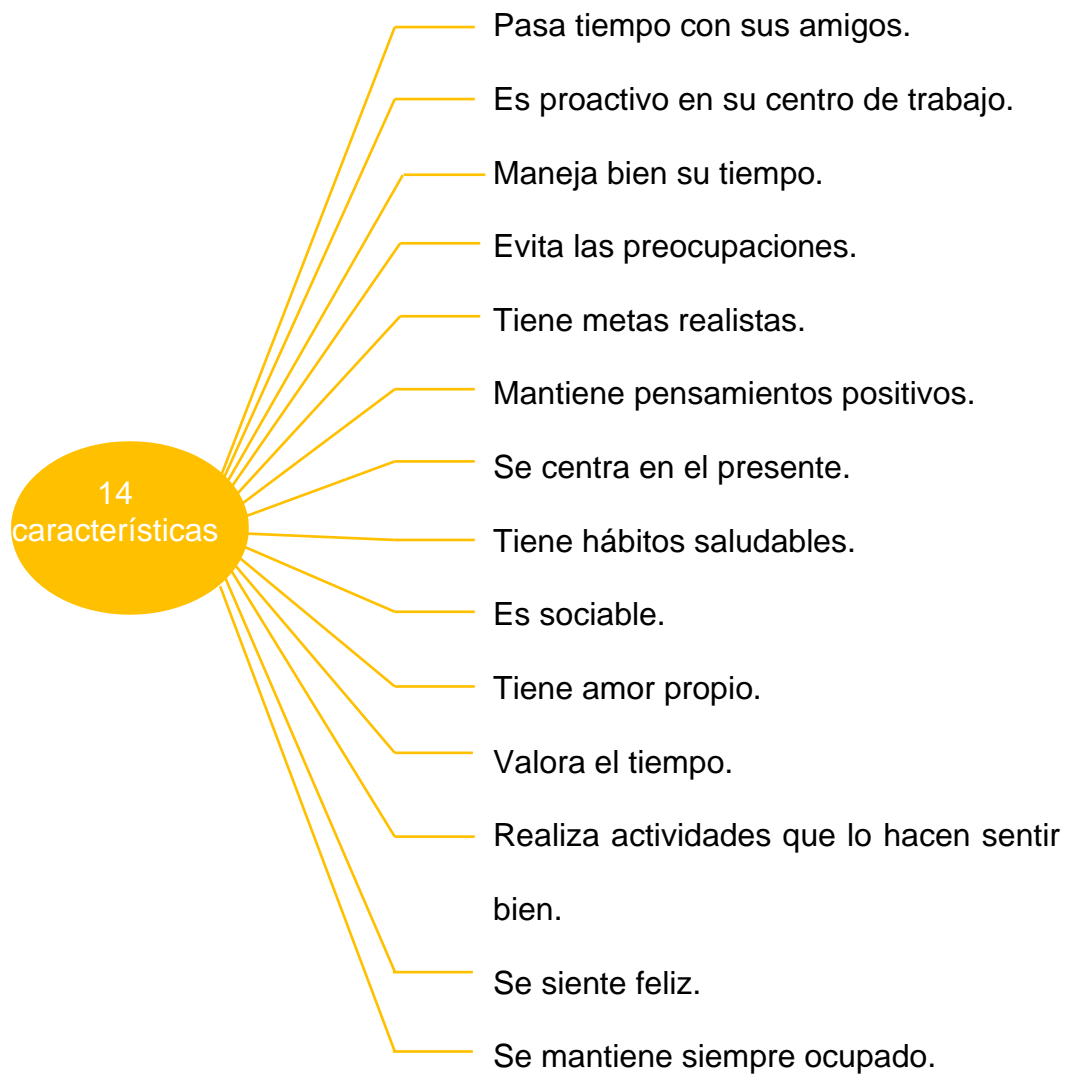 Pasa tiempo con sus amigos.
Es proactivo en su centro de trabajo.
Maneja bien su tiempo.
Evita las preocupaciones.
Tiene metas realistas.
Mantiene pensamientos positivos.
Se centra en el presente.
14
características
Tiene hábitos saludables.
Es sociable.
Tiene amor propio.
Valora el tiempo.
Realiza actividades que lo hacen sentir
bien.
Se siente feliz.
Se mantiene siempre ocupado.